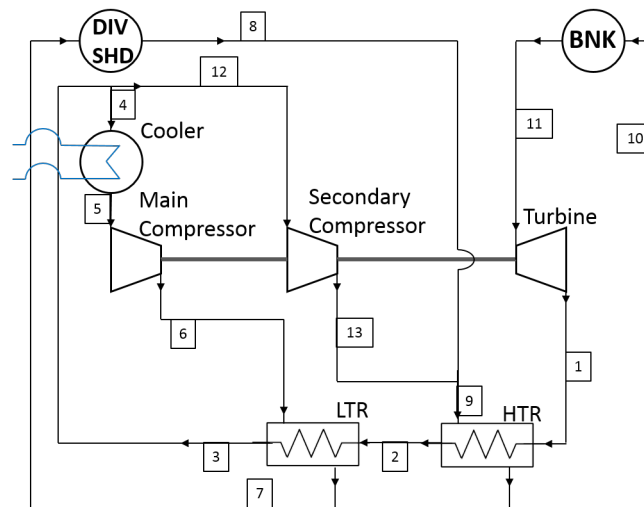 DIV
SHD
8
BNK
12
4
11
10
Cooler
5
Main
Compressor
Secondary
Compressor
Turbine
6
13
1
9
LTR
HTR
3
2
7